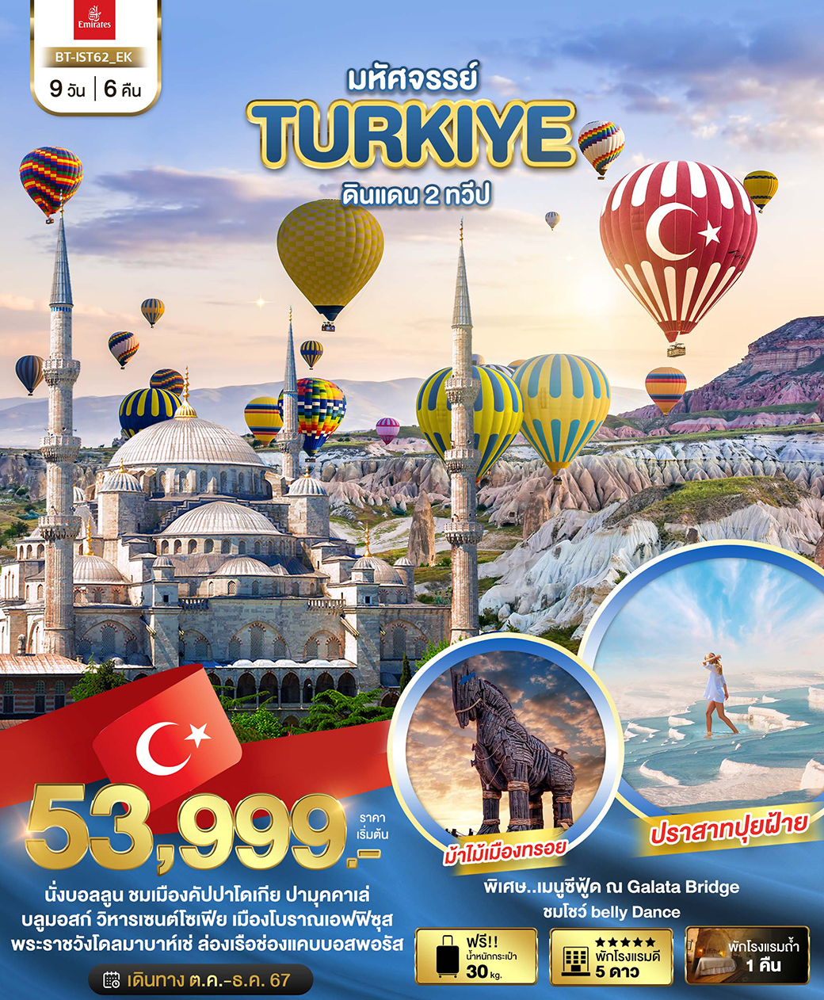 Emirates
BT-IST62_EK
9 วัน | 6 คืน
มหัศจรรย์
TURKIYE
ดินแดน 2 ทวีป
53,999.-
ราคา
เริ่มต้น
ม้าไม้เมืองทรอย
ปราสาทปุยฝ้าย
นั่งบอลลูน ชมเมืองคัปปาโดเกีย ปามุคคาเล่
บลูมอสก์ วิหารเซนต์โซเฟีย เมืองโบราณเอฟฟิซุส
พระราชวังโดลมาบาห์เช่ ล่องเรือช่องแคบบอสพอรัส
เดินทาง ต.ค.-ธ.ค. 67
พิเศษ..เมนูซีฟู้ด ณ Galata Bridge
ชมโชว์ belly Dance
ฟรี!!
น้ำหนักกระเป๋า
30 kg.
★★★★★
พักโรงแรมดี
5 ดาว
พักโรงแรมถ้ำ
1 คืน